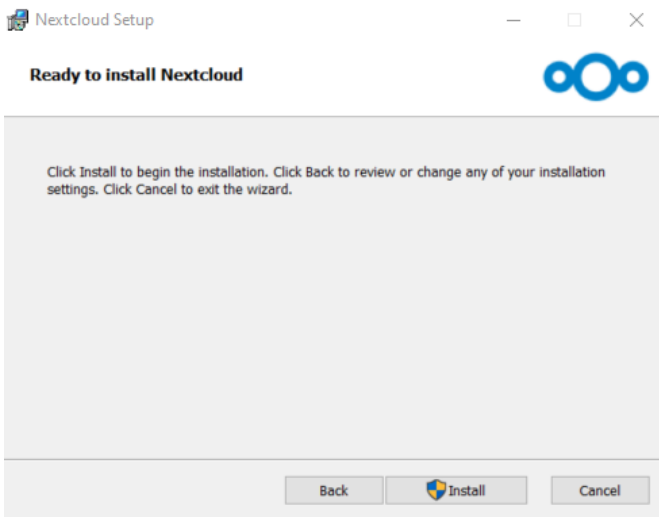 Nextcloud Setup
Ready to install Nextcloud
Click Install to begin the installation. Click Back to review or change any of your installation
settings. Click Cancel to exit the wizard.
Back
Install
Cancel